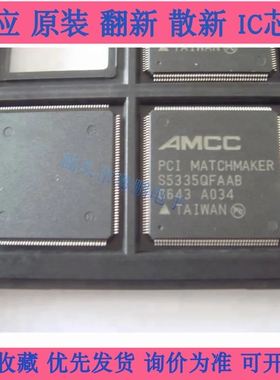 立 原装 翻新 散新 IC芯
▲TAIWAN
AMCC
PCI MATCHMAKER
S5335QFAAB
0643 A034
▲TAIWAN
收藏 优先发货 询价为准 可开